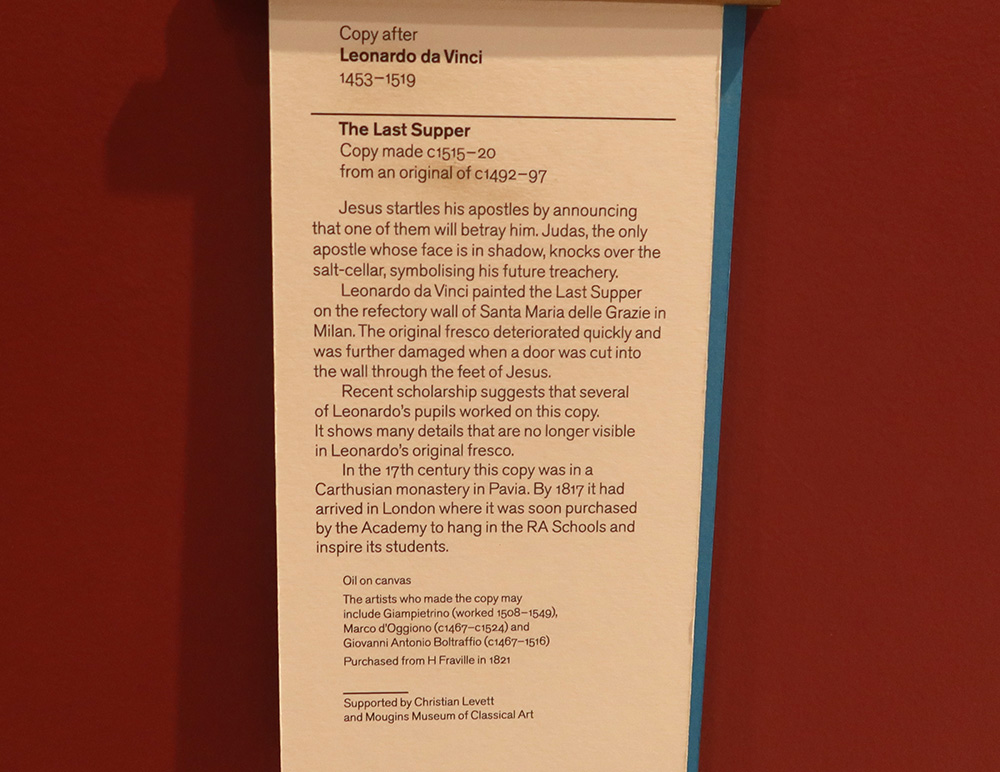 Copy after
Leonardo da Vinci
1453–1519
The Last Supper
Copy made c1515–20
from an original of c1492–97
Jesus startles his apostles by announcing
that one of them will betray him. Judas, the only
apostle whose face is in shadow, knocks over the
salt-cellar, symbolising his future treachery.
Leonardo da Vinci painted the Last Supper
on the refectory wall of Santa Maria delle Grazie in
Milan. The original fresco deteriorated quickly and
was further damaged when a door was cut into
the wall through the feet of Jesus.
Recent scholarship suggests that several
of Leonardo's pupils worked on this copy.
It shows many details that are no longer visible
in Leonardo's original fresco.
In the 17th century this copy was in a
Carthusian monastery in Pavia. By 1817 it had
arrived in London where it was soon purchased
by the Academy to hang in the RA Schools and
inspire its students.
Oil on canvas
The artists who made the copy may
include Giampietrino (worked 1508–1549),
Marco d'Oggiono (c1467–c1524) and
Giovanni Antonio Boltraffio (c1467–1516)
Purchased from H Fraville in 1821
Supported by Christian Levett
and Mougins Museum of Classical Art